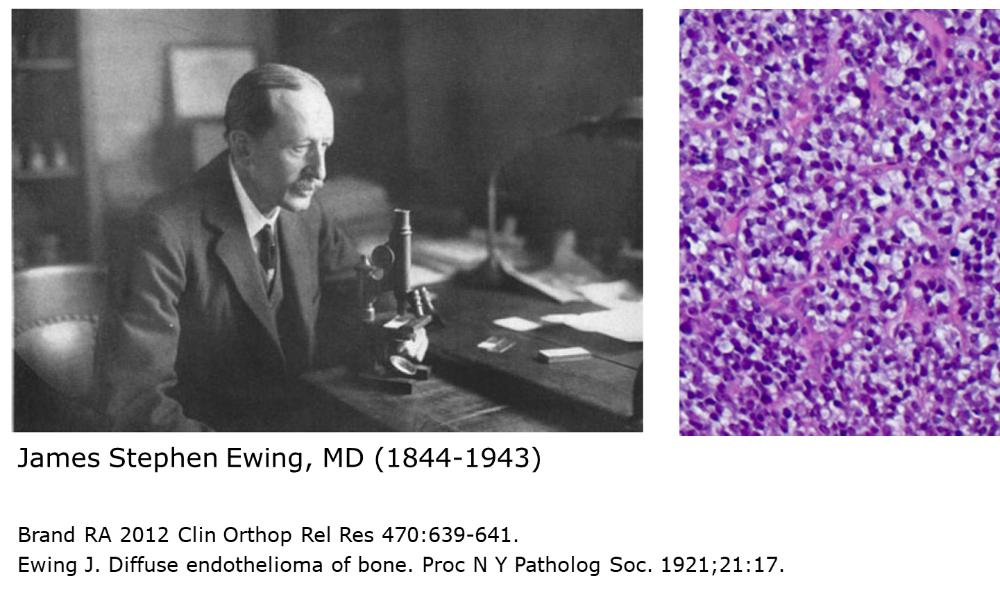 James Stephen Ewing, MD (1844-1943)
Brand RA 2012 Clin Orthop Rel Res 470:639-641.
Ewing J. Diffuse endothelioma of bone. Proc N Y Patholog Soc. 1921;21:17.